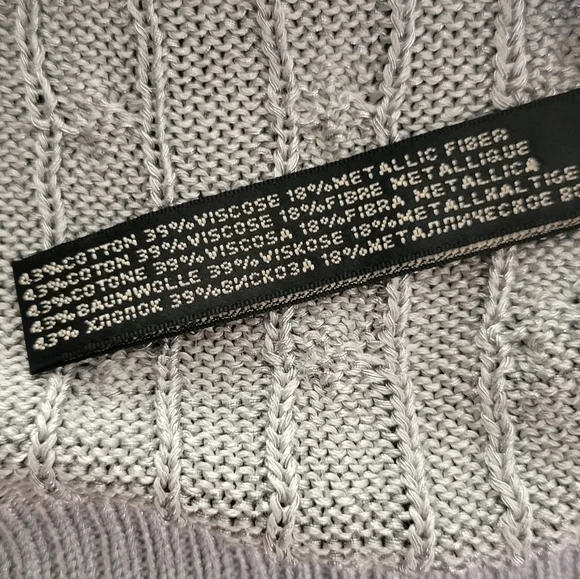 43%COTTON 39%VISCOSE 18%METALLIC FIBER
43%COTON 39%VISCOSE 18%FIBRE METALLIQUE
43%COTONE 39%VISCOSA 18%FIBRA METALLICA
43%BAUMWOLLE 39%VISKOSE 18%METALLHALTIGE
43% ХЛОПОК 39%ВИСКОЗА 18%МЕТАЛЛИЧЕСКОЕ